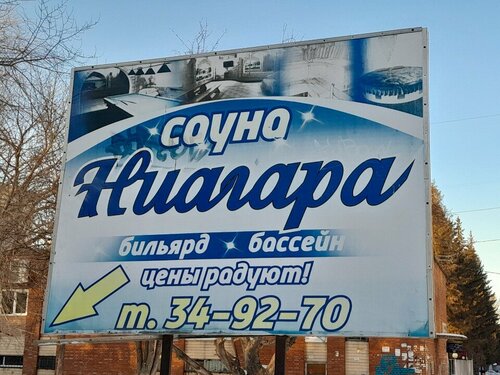 сауна
Ниагара
бильярд бассейн
цены радуют!
т. 34-92-70